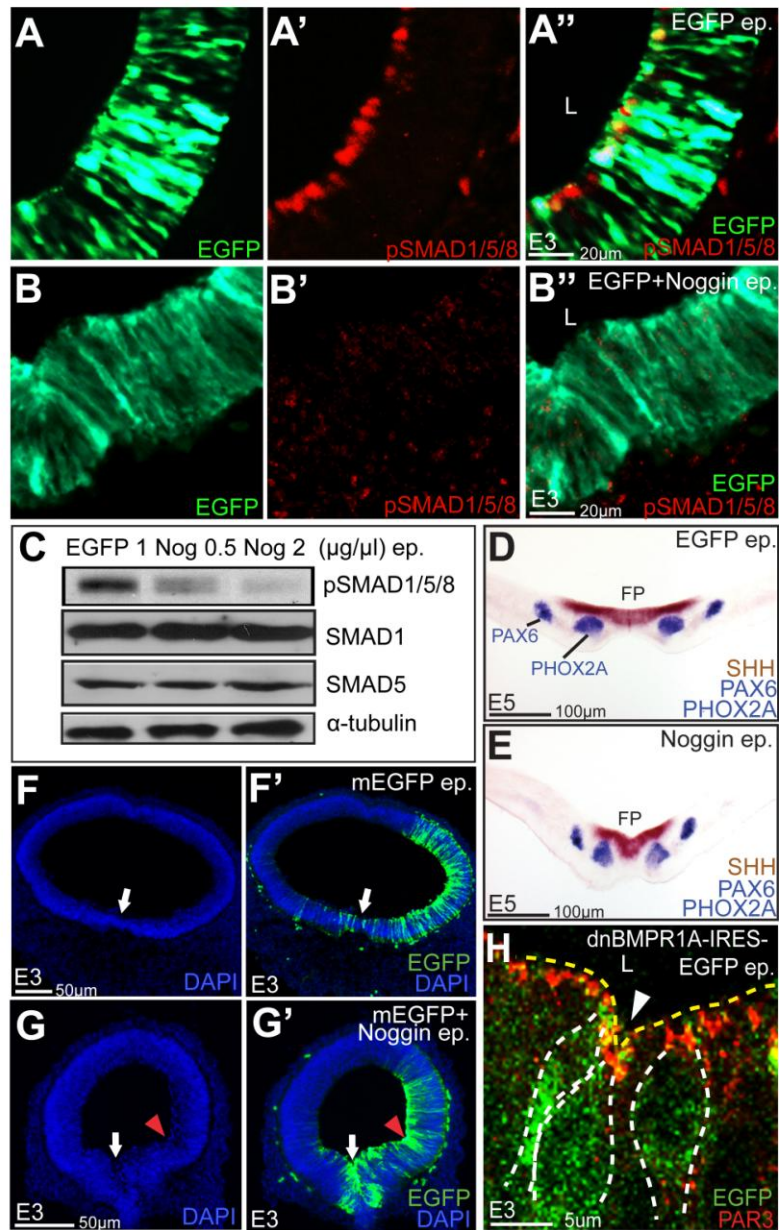 A
EGFP
A'
pSMAD1/5/8
A"
EGFP ep.
L
EGFP
E3
20µm
pSMAD1/5/8
B
EGFP
B'
pSMAD1/5/8
B"
EGFP+Noggin ep.
L
EGFP
E3
20µm
pSMAD1/5/8
C
EGFP 1 Nog 0.5 Nog 2 (µg/µl) ep.
pSMAD1/5/8
SMAD1
SMAD5
α-tubulin
D
EGFP ep.
FP
PAX6
PHOX2A
SHH
PAX6
PHOX2A
E5
100µm
E
Noggin ep.
FP
SHH
PAX6
PHOX2A
E5
100µm
F
E3
50µm
DAPI
F'
mEGFP ep.
EGFP
DAPI
G
E3
50µm
DAPI
G'
mEGFP+
Noggin ep.
EGFP
E3
DAPI
H
dnBMPR1A-IRES-
L EGFP ep.
EGFP
E3
5um
PAR3